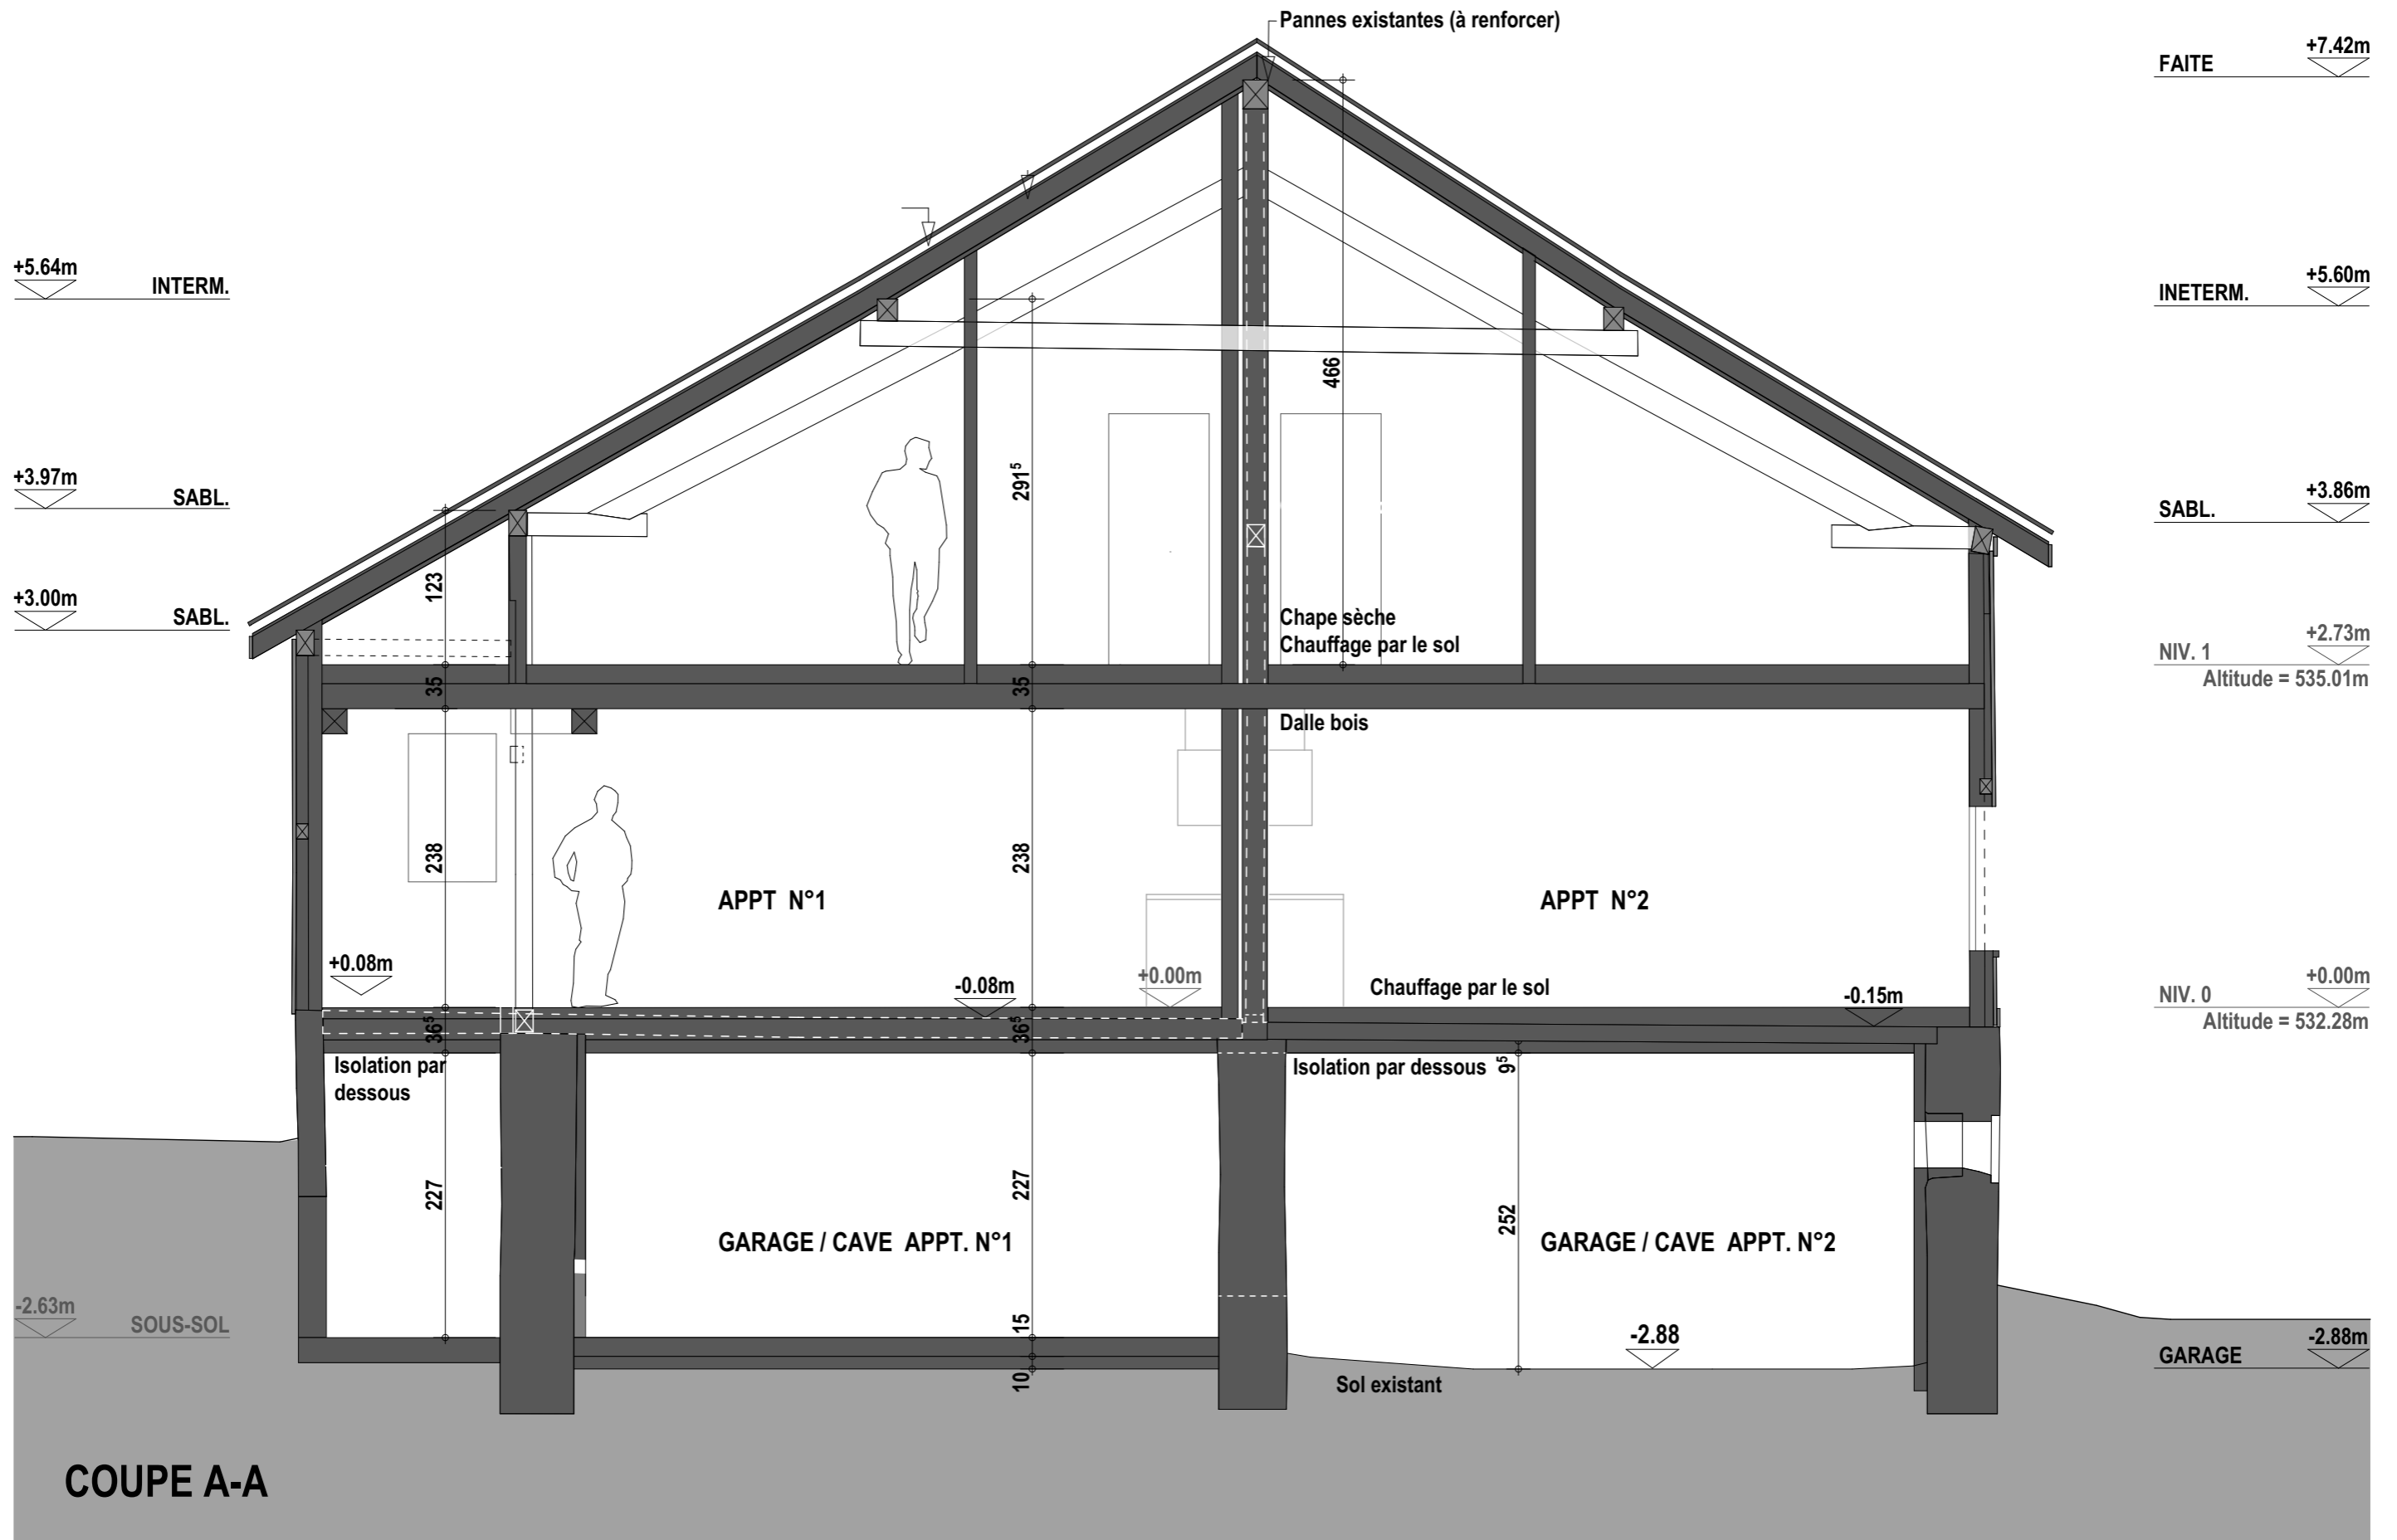 Pannes existantes (à renforcer)
+7.42m
FAITE
+5.64m
INTERM.
+5.60m
INETERM.
466
291⁵
+3.97m
SABL.
+3.86m
SABL.
123
+3.00m
SABL.
Chape sèche
Chauffage par le sol
+2.73m
NIV. 1
Altitude = 535.01m
35
35
Dalle bois
238
238
APPT N°1
APPT N°2
+0.08m
-0.08m
+0.00m
Chauffage par le sol
-0.15m
+0.00m
NIV. 0
Altitude = 532.28m
36⁵
36⁵
Isolation par
dessous
Isolation par dessous
9⁵
227
227
252
GARAGE / CAVE APPT. N°1
GARAGE / CAVE APPT. N°2
-2.63m
SOUS-SOL
15
-2.88
-2.88m
GARAGE
10
Sol existant
COUPE A-A